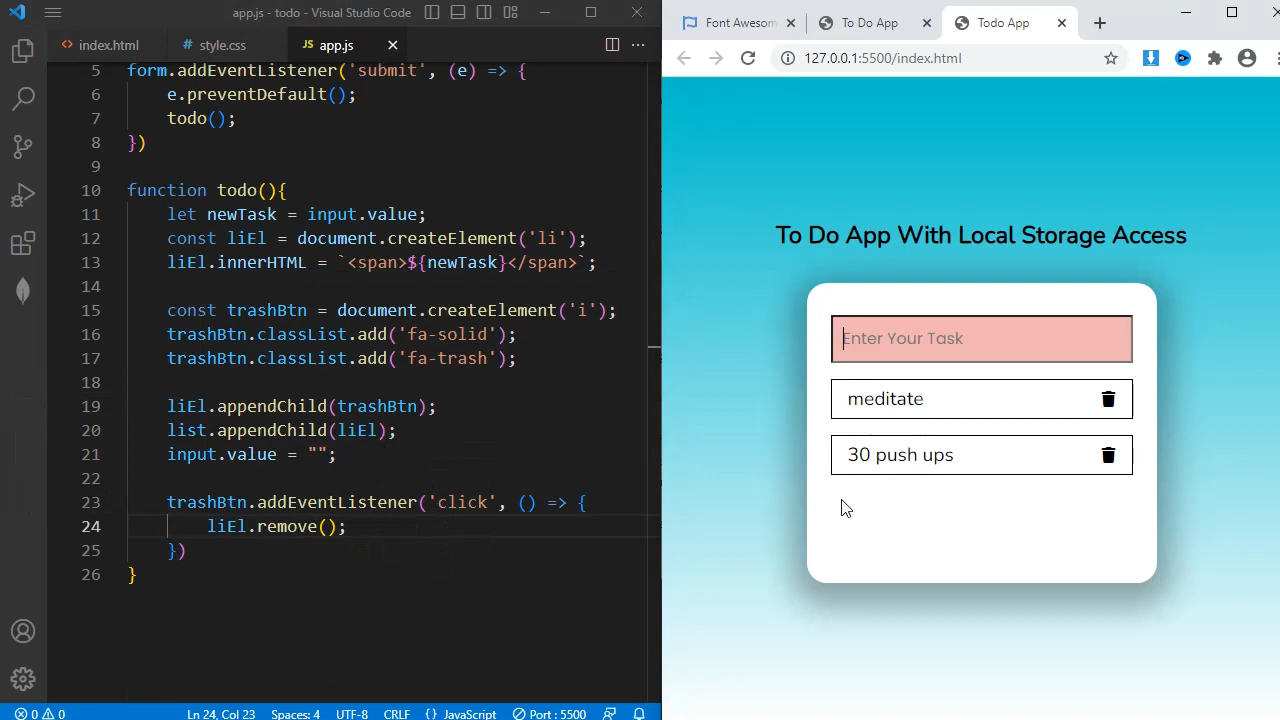 app.js - todo - Visual Studio Code
index.html
style.css
JS app.js
5 form.addEventListener('submit', (e) => {
6 e.preventDefault();
7 todo();
8 })
9
10 function todo(){
11 let newTask = input.value;
12 const liEl = document.createElement('li');
13 liEl.innerHTML = `<span>${newTask}</span>`;
14
15 const trashBtn = document.createElement('i');
16 trashBtn.classList.add('fa-solid');
17 trashBtn.classList.add('fa-trash');
18
19 liEl.appendChild(trashBtn);
20 list.appendChild(liEl);
21 input.value = "";
22
23 trashBtn.addEventListener('click', () => {
24 liEl.remove();
25 })
26 }
0 0
Ln 24, Col 23
Spaces: 4
UTF-8
CRLF
{} JavaScript
Port : 5500
Font Awesom
To Do App
Todo App
127.0.0.1:5500/index.html
To Do App With Local Storage Access
Enter Your Task
meditate
30 push ups